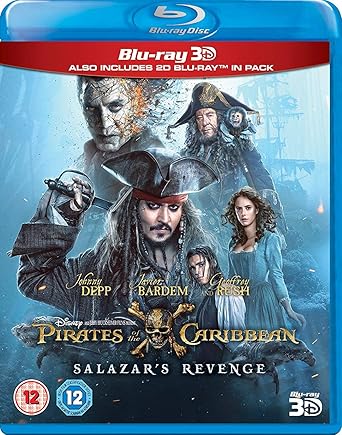 Blu-ray Disc
Blu-ray 3D
ALSO INCLUDES 2D BLU-RAY™ IN PACK
Johnny DEPP
Javier BARDEM
AND Geoffrey RUSH
Disney
PIRATES of the CARIBBEAN
SALAZAR'S REVENGE
12
12
Blu-ray
3D